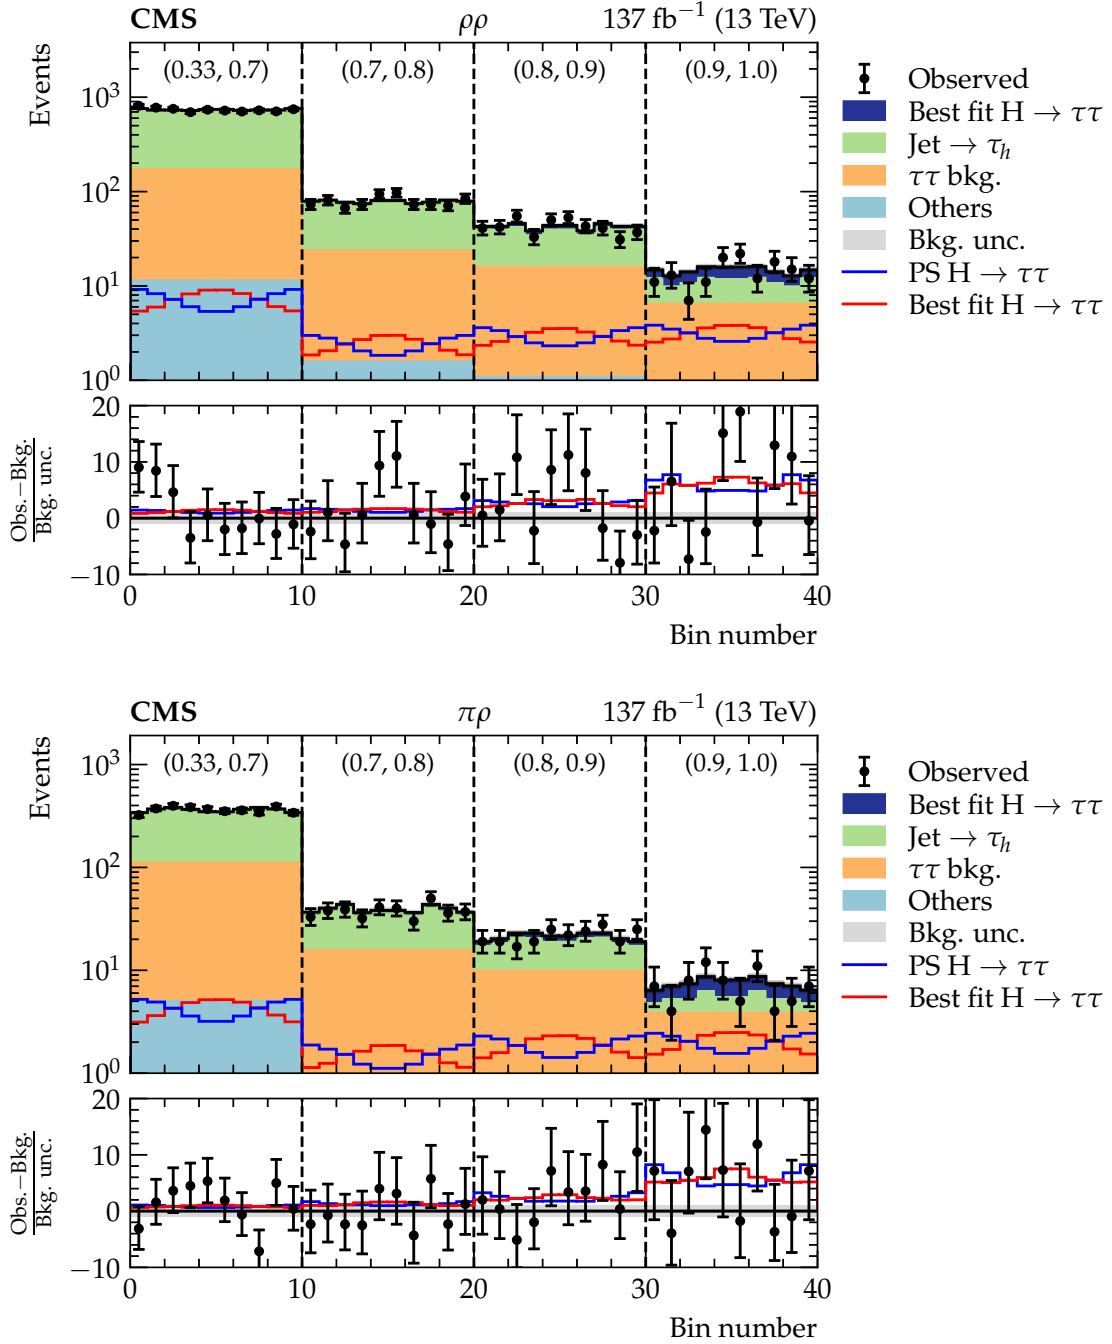 CMS ρρ 137 fb⁻¹ (13 TeV)
(0.33, 0.7) (0.7, 0.8) (0.8, 0.9) (0.9, 1.0)
Events
10³
10²
10¹
10⁰
Observed
Best fit H → ττ
Jet → τₕ
ττ bkg.
Others
Bkg. unc.
PS H → ττ
Best fit H → ττ
Obs.−Bkg.
Bkg. unc.
20
10
0
−10
0 10 20 30 40
Bin number
CMS πρ 137 fb⁻¹ (13 TeV)
(0.33, 0.7) (0.7, 0.8) (0.8, 0.9) (0.9, 1.0)
Events
10³
10²
10¹
10⁰
Observed
Best fit H → ττ
Jet → τₕ
ττ bkg.
Others
Bkg. unc.
PS H → ττ
Best fit H → ττ
Obs.−Bkg.
Bkg. unc.
20
10
0
−10
0 10 20 30 40
Bin number